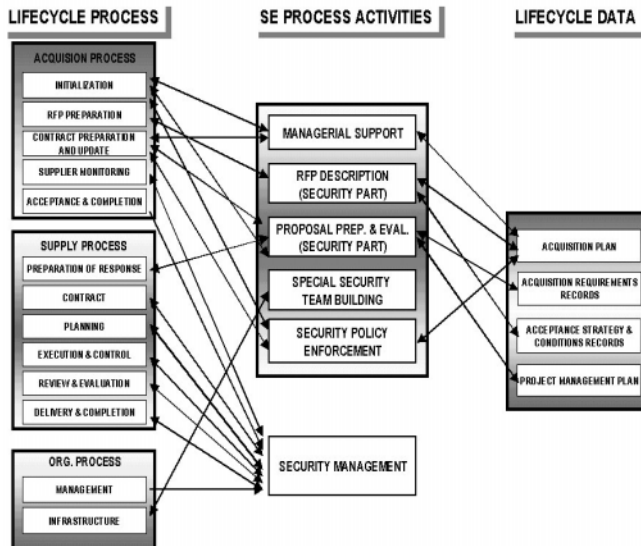 LIFECYCLE PROCESS
SE PROCESS ACTIVITIES
LIFECYCLE DATA
ACQUISION PROCESS
INITIALIZATION
RFP PREPARATION
CONTRACT PREPARATION
AND UPDATE
SUPPLIER MONITORING
ACCEPTANCE & COMPLETION
SUPPLY PROCESS
PREPARATION OF RESPONSE
CONTRACT
PLANNING
EXECUTION & CONTROL
REVIEW & EVALUATION
DELIVERY & COMPLETION
ORG. PROCESS
MANAGEMENT
INFRASTRUCTURE
MANAGERIAL SUPPORT
RFP DESCRIPTION
(SECURITY PART)
PROPOSAL PREP. & EVAL.
(SECURITY PART)
SPECIAL SECURITY
TEAM BUILDING
SECURITY POLICY
ENFORCEMENT
SECURITY MANAGEMENT
ACQUISITION PLAN
ACQUISITION REQUIREMENTS
RECORDS
ACCEPTANCE STRATEGY &
CONDITIONS RECORDS
PROJECT MANAGEMENT PLAN